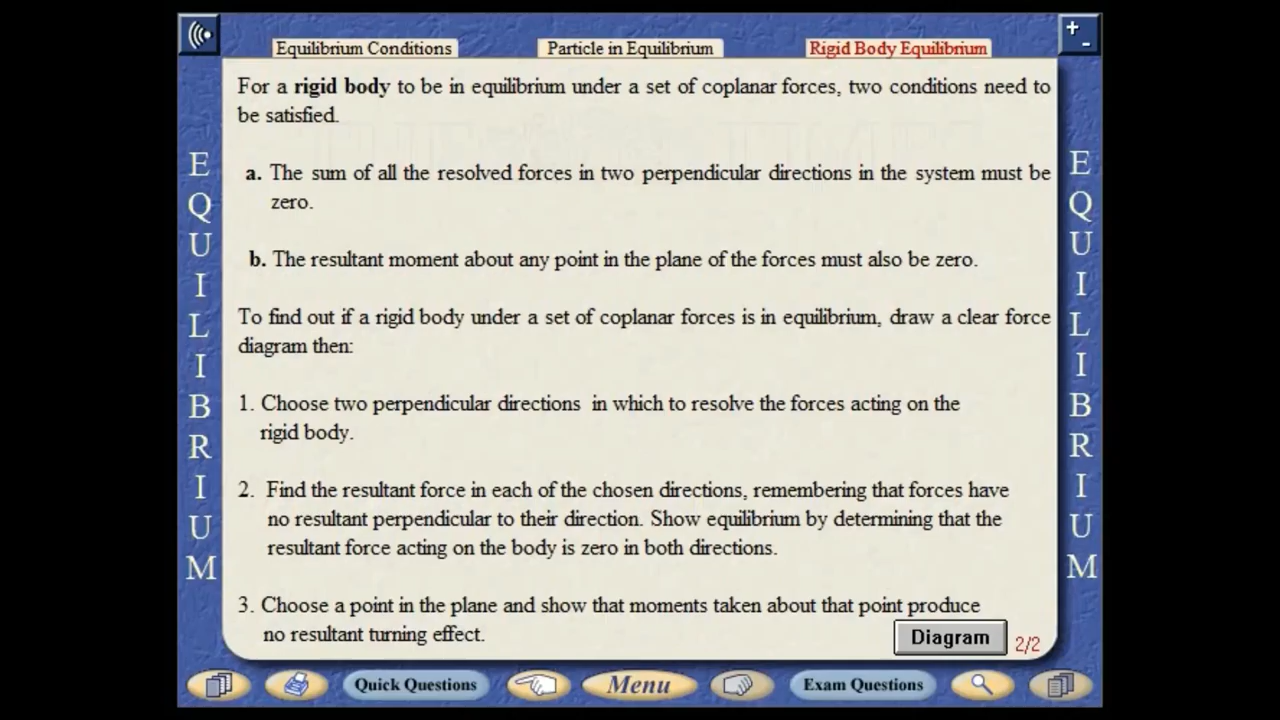 Equilibrium Conditions
Particle in Equilibrium
Rigid Body Equilibrium
+
-
For a rigid body to be in equilibrium under a set of coplanar forces, two conditions need to
be satisfied.
a. The sum of all the resolved forces in two perpendicular directions in the system must be
zero.
b. The resultant moment about any point in the plane of the forces must also be zero.
To find out if a rigid body under a set of coplanar forces is in equilibrium, draw a clear force
diagram then:
1. Choose two perpendicular directions in which to resolve the forces acting on the
rigid body.
2. Find the resultant force in each of the chosen directions, remembering that forces have
no resultant perpendicular to their direction. Show equilibrium by determining that the
resultant force acting on the body is zero in both directions.
3. Choose a point in the plane and show that moments taken about that point produce
no resultant turning effect.
Diagram
2/2
EQUILIBRIUM
EQUILIBRIUM
Quick Questions
Menu
Exam Questions